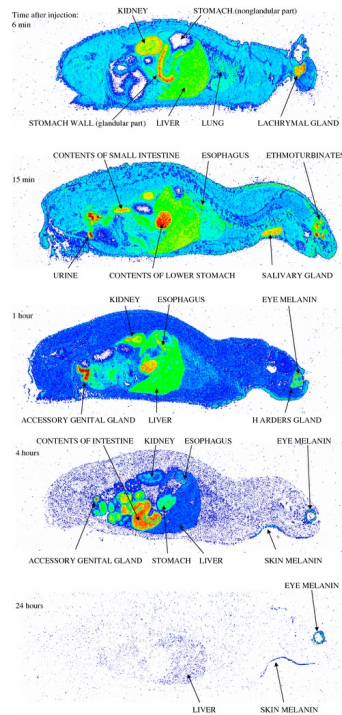 Time after injection:
6 min
KIDNEY
STOMACH (nonglandular part)
STOMACH WALL (glandular part)
LIVER
LUNG
LACHRYMAL GLAND
15 min
CONTENTS OF SMALL INTESTINE
ESOPHAGUS
ETHMOTURBINATES
URINE
CONTENTS OF LOWER STOMACH
SALIVARY GLAND
1 hour
KIDNEY
ESOPHAGUS
EYE MELANIN
ACCESSORY GENITAL GLAND
LIVER
HARDERS GLAND
CONTENTS OF INTESTINE
KIDNEY
ESOPHAGUS
4 hours
EYE MELANIN
ACCESSORY GENITAL GLAND
STOMACH
LIVER
SKIN MELANIN
24 hours
EYE MELANIN
LIVER
SKIN MELANIN